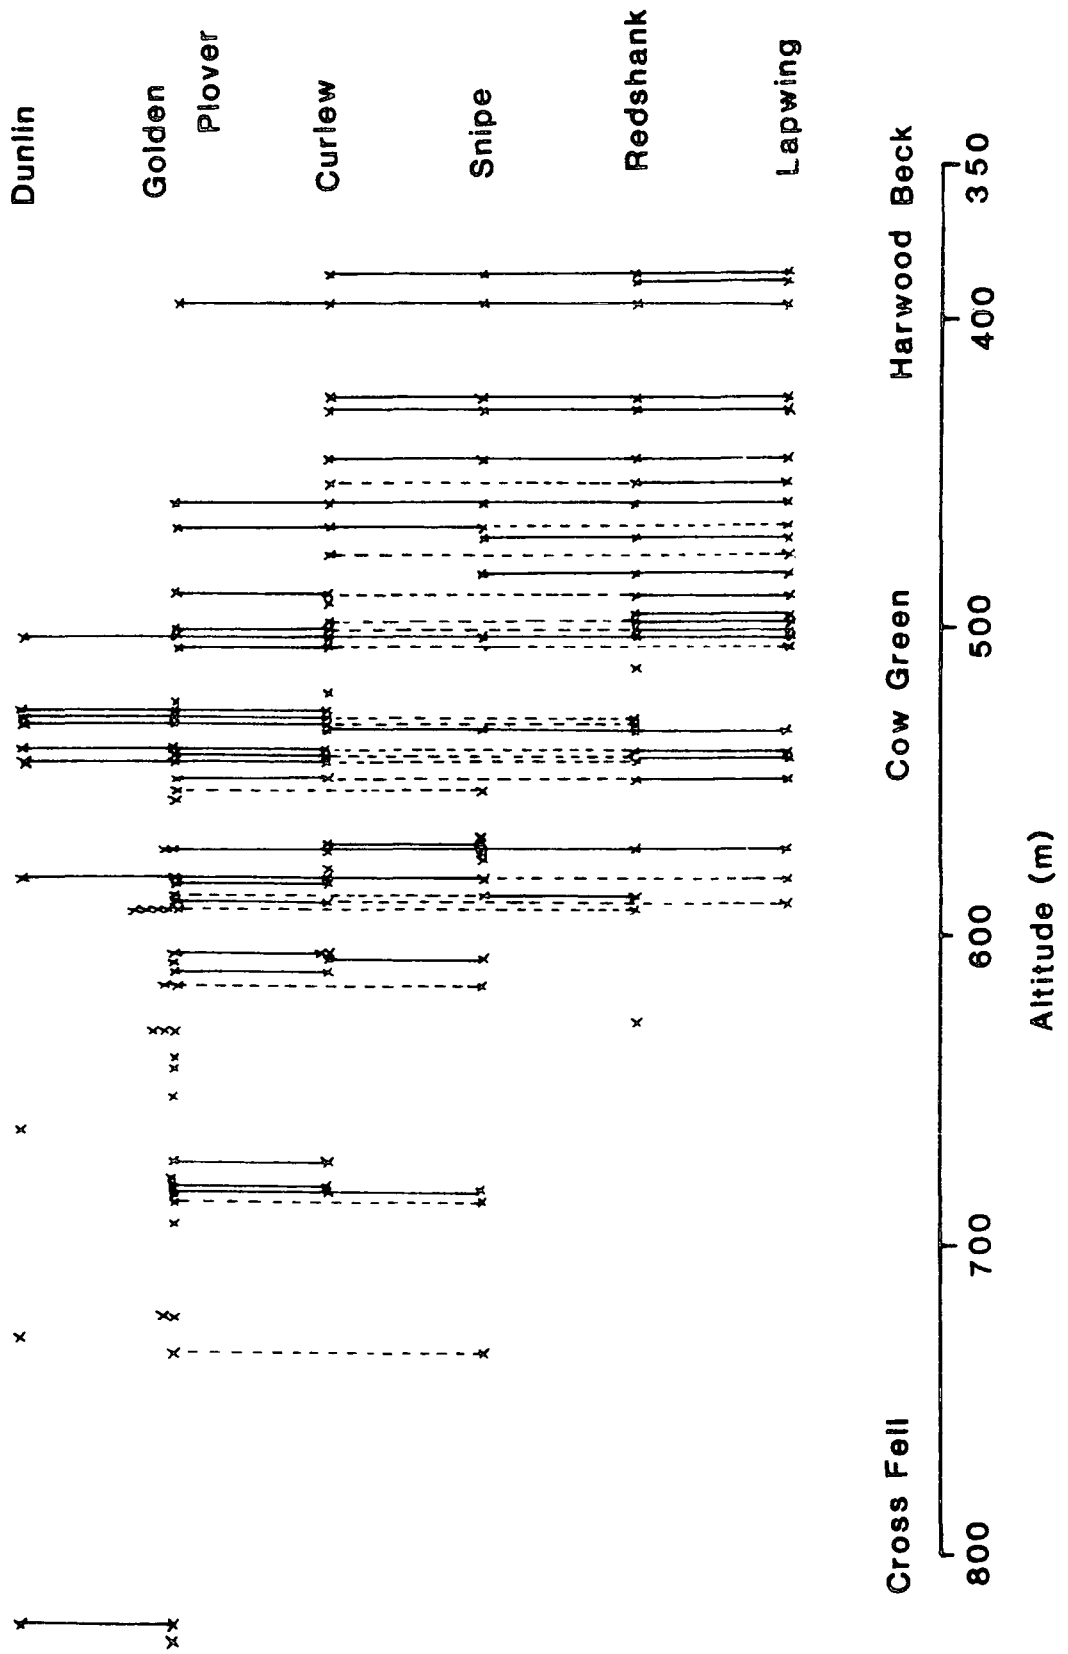 Dunlin
Golden
Plover
Curlew
Snipe
Redshank
Lapwing
Cross Fell
Cow Green
Harwood Beck
800
700
600
500
400
350
Altitude (m)